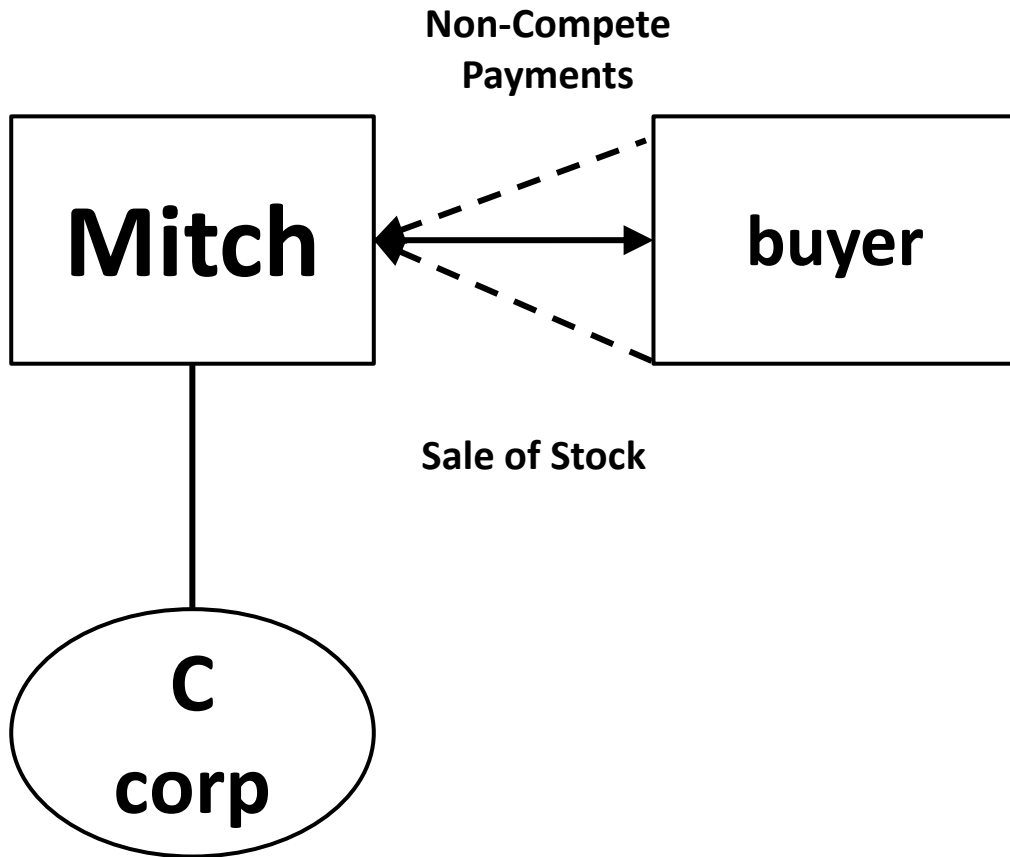 Non-Compete
Payments
Mitch
buyer
Sale of Stock
C
corp